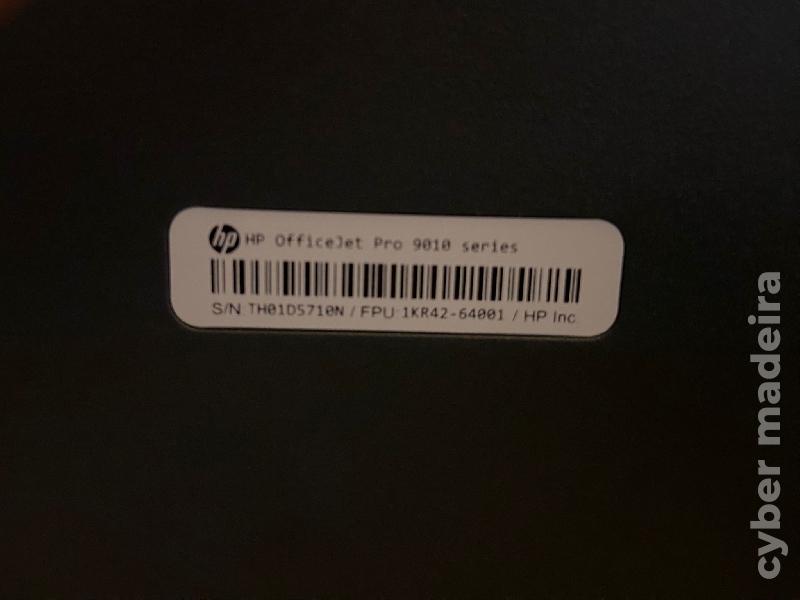 hp HP OfficeJet Pro 9010 series
S/N TH01D5710N / FPU 1KR42-64001 / HP Inc.
cyber madeira